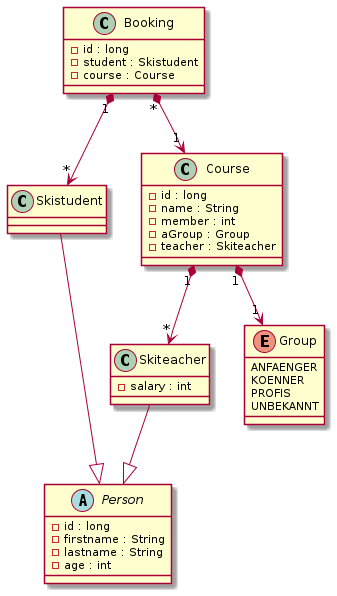 C Booking
id : long
student : Skistudent
course : Course
1
*
*
1
C Skistudent
C Course
id : long
name : String
member : int
aGroup : Group
teacher : Skiteacher
1
1
*
1
C Skiteacher
salary : int
E Group
ANFAENGER
KOENNER
PROFIS
UNBEKANNT
A Person
id : long
firstname : String
lastname : String
age : int